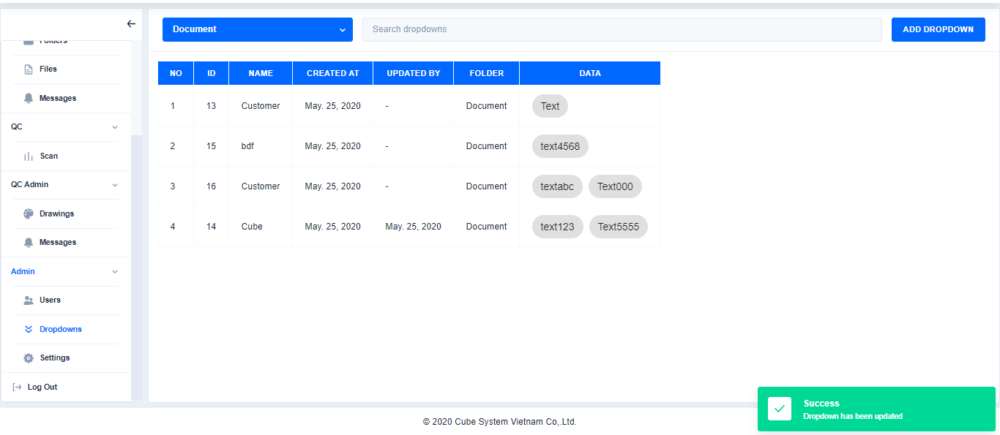 Folders
Files
Messages
QC
Scan
QC Admin
Drawings
Messages
Admin
Users
Dropdowns
Settings
Log Out
Document Search dropdowns ADD DROPDOWN
NO ID NAME CREATED AT UPDATED BY FOLDER DATA
1 13 Customer May. 25, 2020 - Document Text
2 15 bdf May. 25, 2020 - Document text4568
3 16 Customer May. 25, 2020 - Document textabc Text000
4 14 Cube May. 25, 2020 May. 25, 2020 Document text123 Text5555
Success
Dropdown has been updated
© 2020 Cube System Vietnam Co,.Ltd.